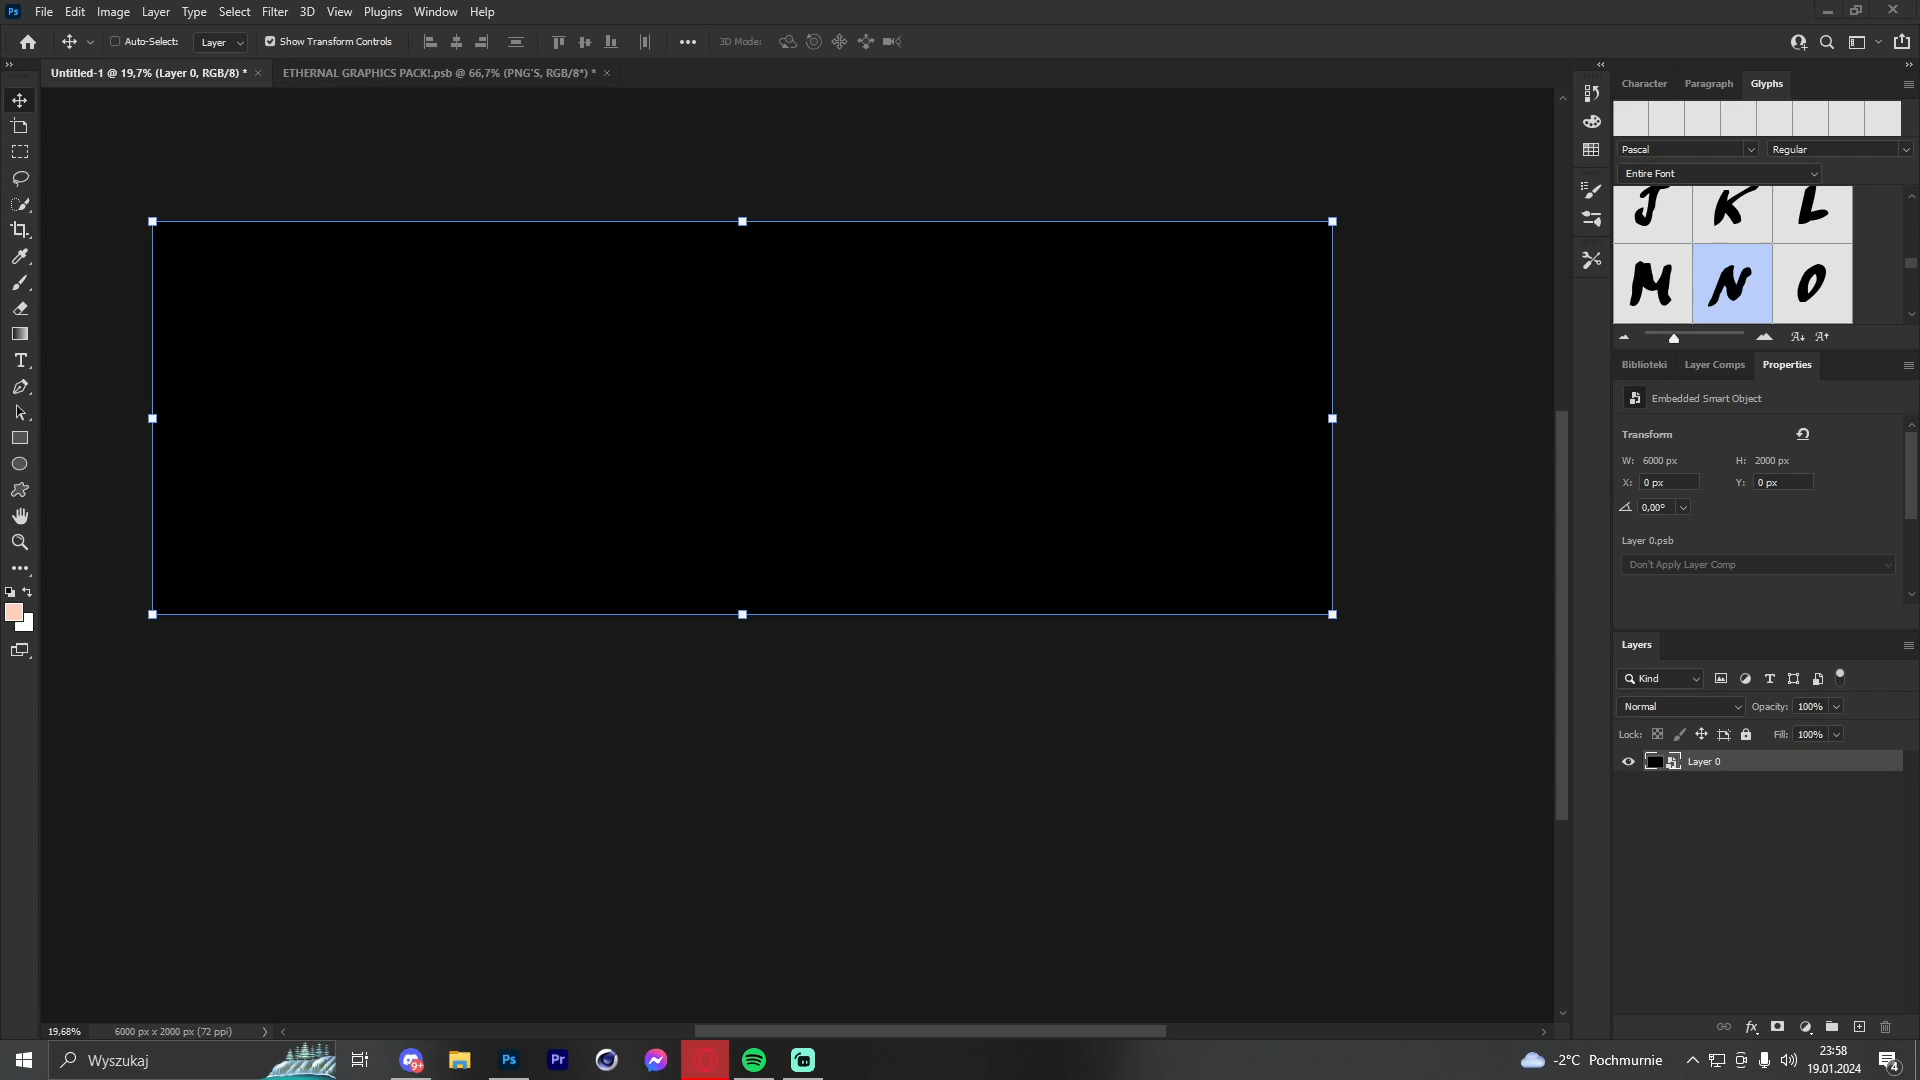 Ps File Edit Image Layer Type Select Filter 3D View Plugins Window Help
Auto-Select: Layer Show Transform Controls 3D Mode:
Untitled-1 @ 19,7% (Layer 0, RGB/8) * ETHERNAL GRAPHICS PACK!.psb @ 66,7% (PNG'S, RGB/8*) *
Character Paragraph Glyphs
Pascal Regular
Entire Font
J K L
M N O
Biblioteki Layer Comps Properties
Embedded Smart Object
Transform
W: 6000 px H: 2000 px
X: 0 px Y: 0 px
0,00°
Layer 0.psb
Don't Apply Layer Comp
Layers
Kind
Normal Opacity: 100%
Lock: Fill: 100%
Layer 0
19,68% 6000 px x 2000 px (72 ppi)
Wyszukaj 9+ Ps Pr -2°C Pochmurnie 23:58
19.01.2024 4